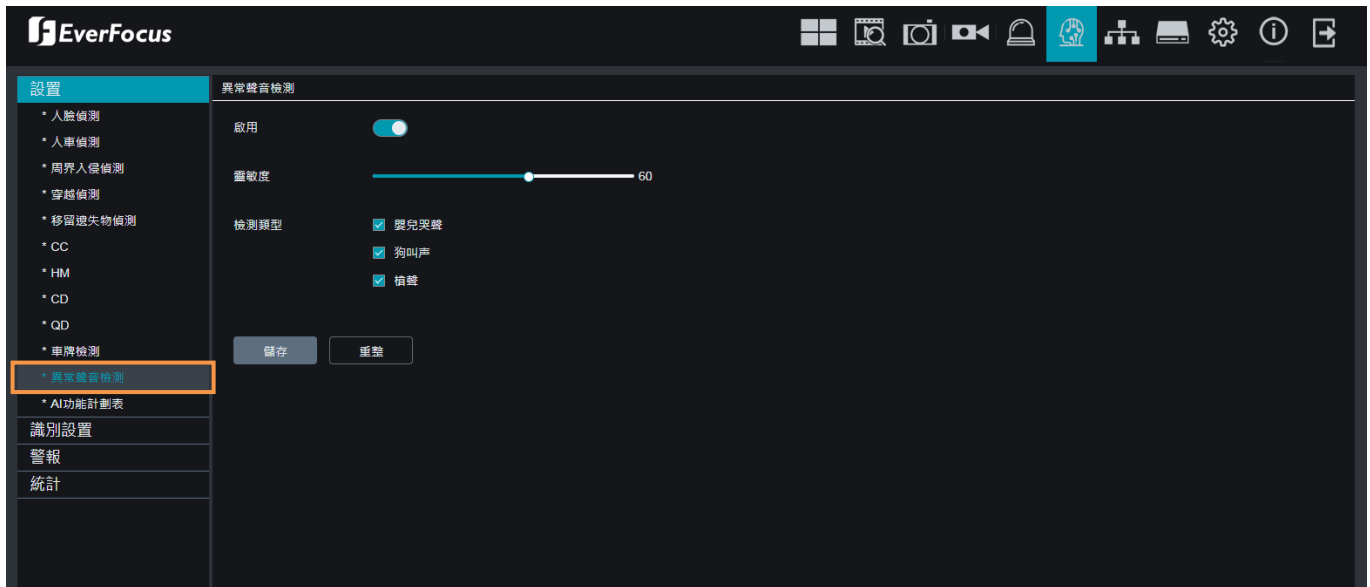 EverFocus
設置
* 人臉偵測
* 人車偵測
* 周界入侵偵測
* 穿越偵測
* 移留遺失物偵測
* CC
* HM
* CD
* QD
* 車牌檢測
* 異常聲音檢測
* AI功能計劃表
識別設置
警報
統計
異常聲音檢測
啟用
靈敏度 60
檢測類型 嬰兒哭聲
狗叫声
槍聲
儲存 重整